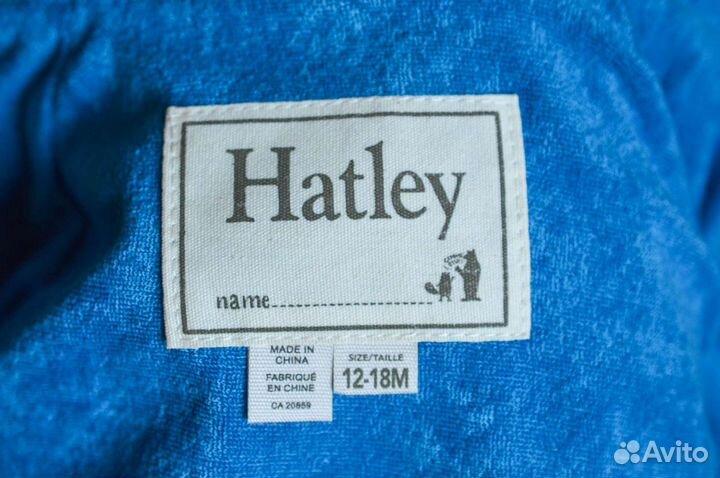 Hatley
name
MADE IN
CHINA
FABRIQUÉ
EN CHINE
CA 20859
SIZE/TAILLE
12-18M
Avito